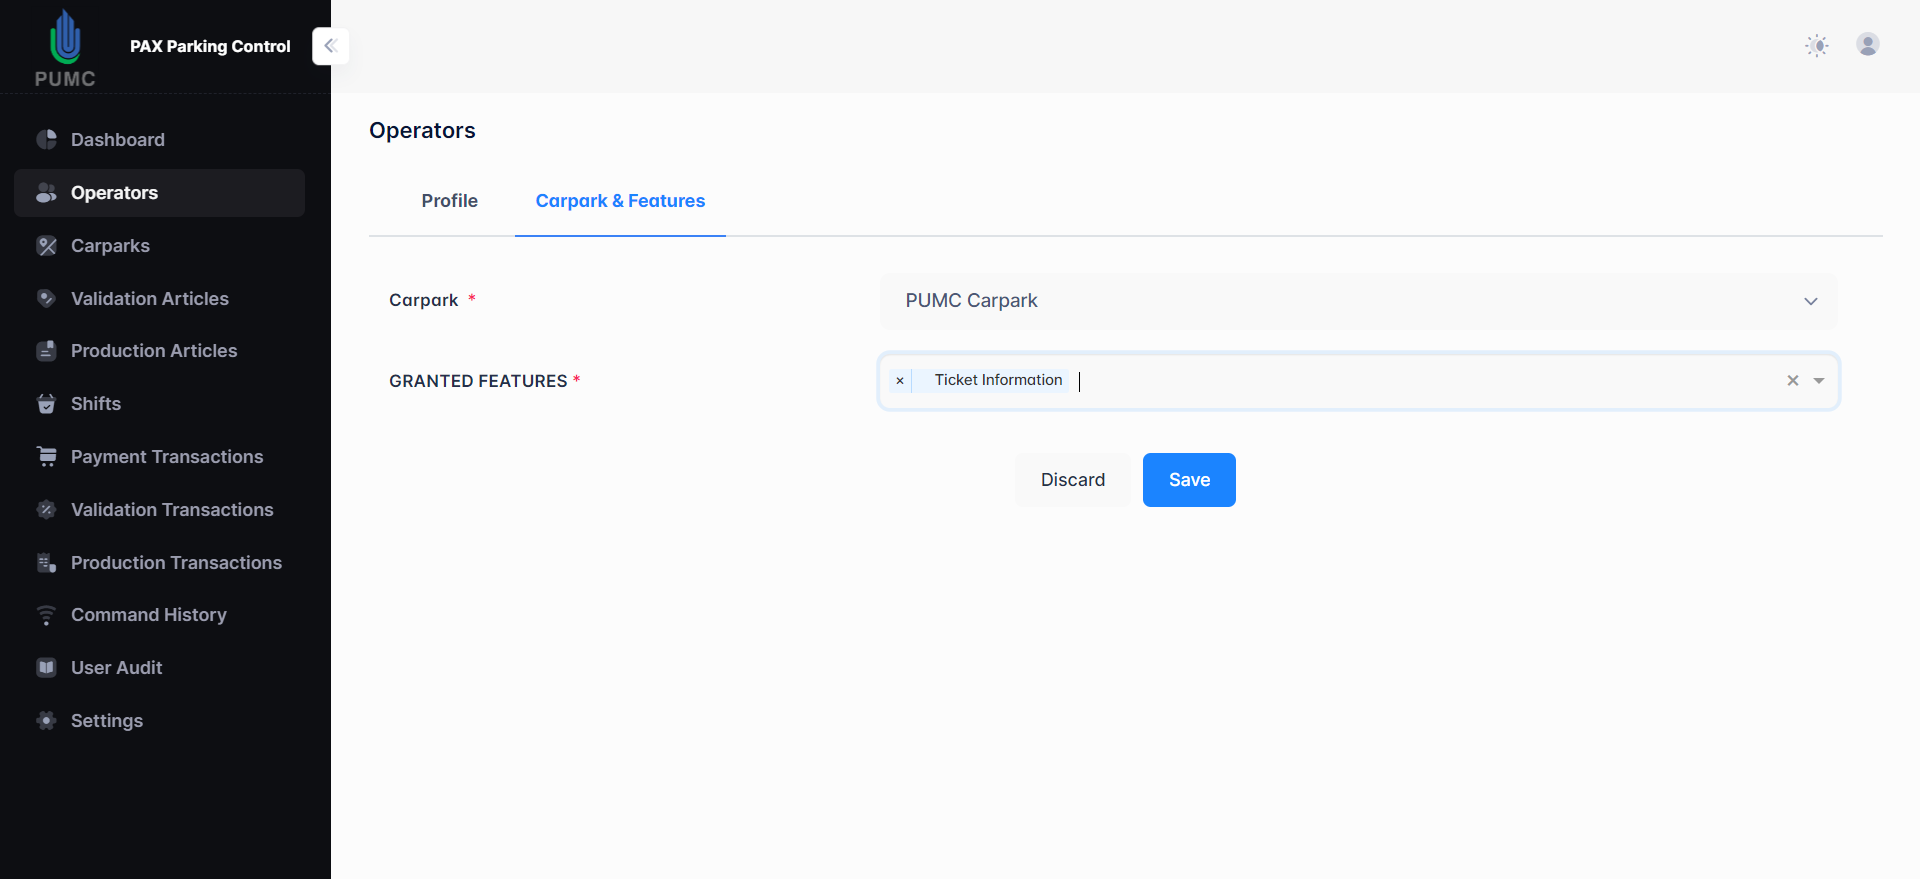 PUMC
PAX Parking Control
Dashboard
Operators
Carparks
Validation Articles
Production Articles
Shifts
Payment Transactions
Validation Transactions
Production Transactions
Command History
User Audit
Settings
Operators
Profile
Carpark & Features
Carpark *
PUMC Carpark
GRANTED FEATURES *
× Ticket Information
Discard
Save